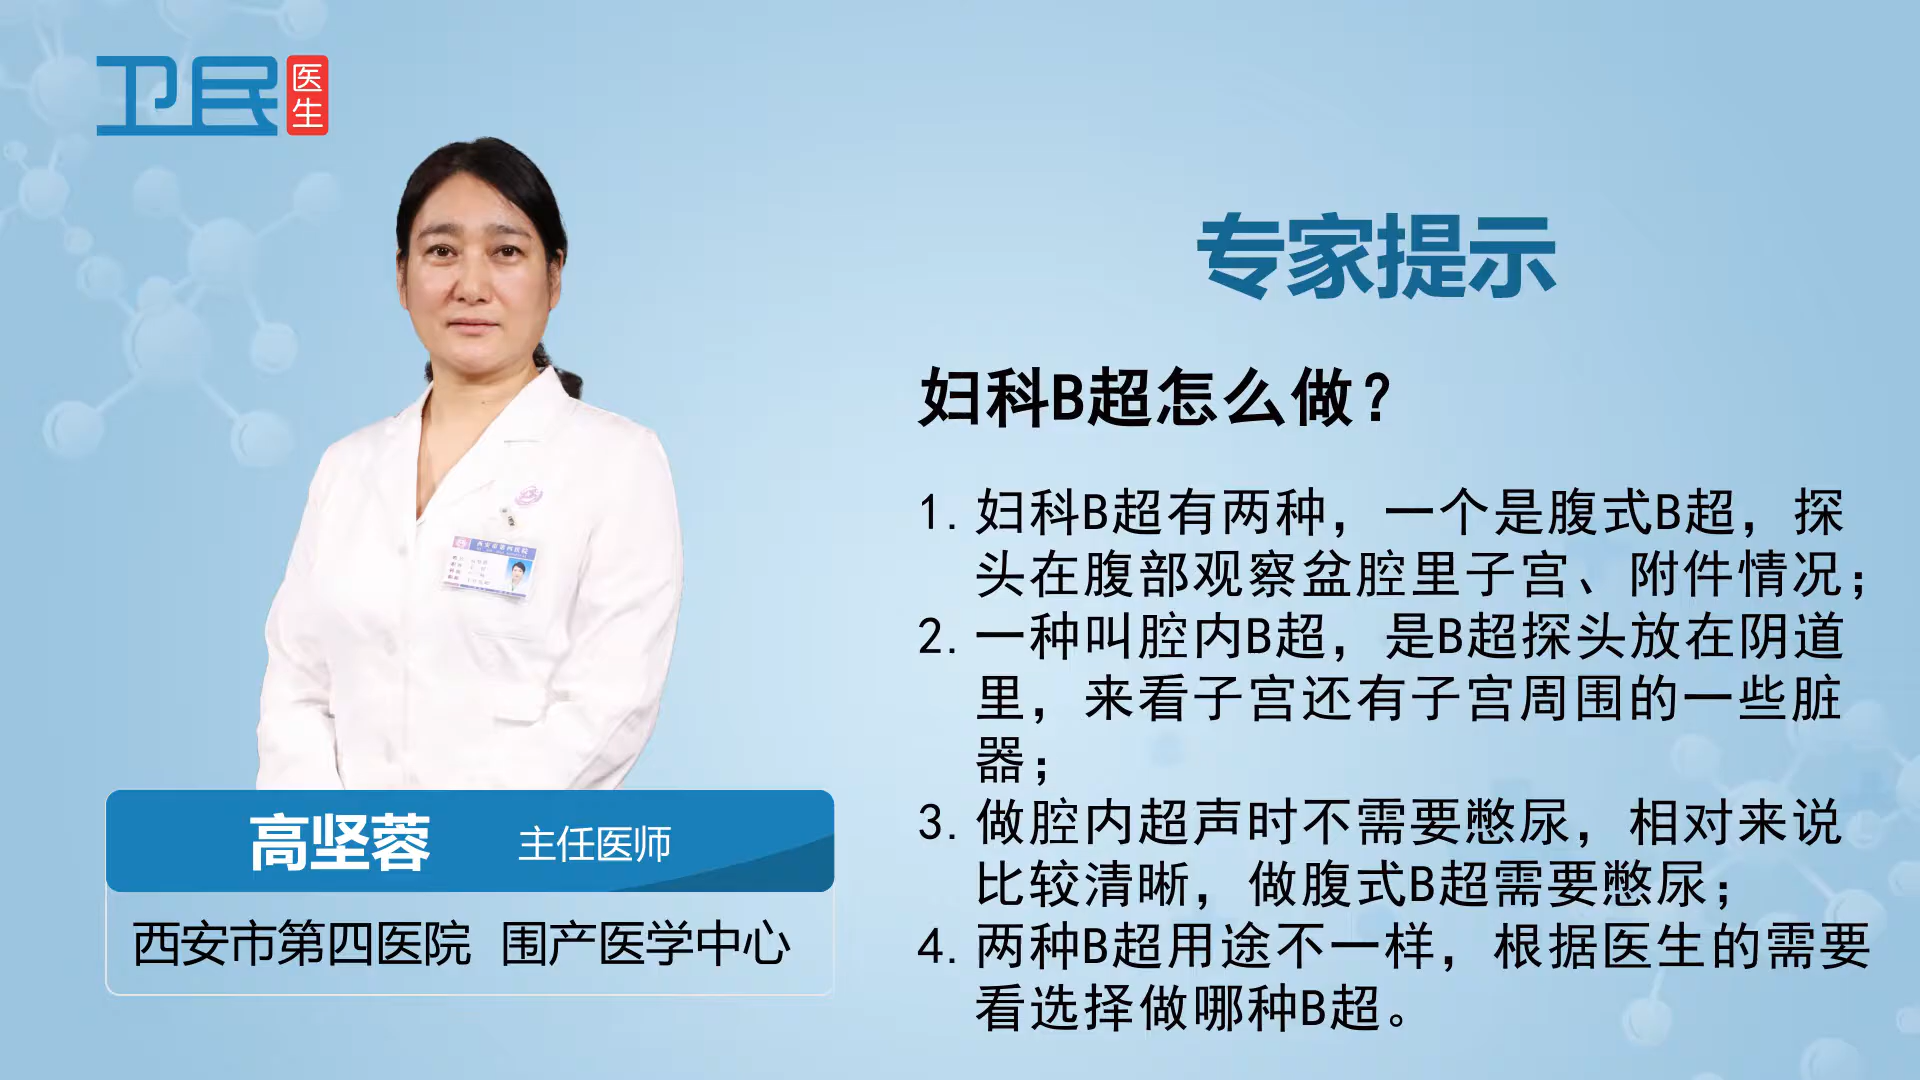 卫民医生
专家提示
妇科B超怎么做？
1. 妇科B超有两种，一个是腹式B超，探
头在腹部观察盆腔里子宫、附件情况；
2. 一种叫腔内B超，是B超探头放在阴道
里，来看子宫还有子宫周围的一些脏
器；
3. 做腔内超声时不需要憋尿，相对来说
比较清晰，做腹式B超需要憋尿；
4. 两种B超用途不一样，根据医生的需要
看选择做哪种B超。
西安市第四医院
高坚蓉 主任医师
西安市第四医院 围产医学中心